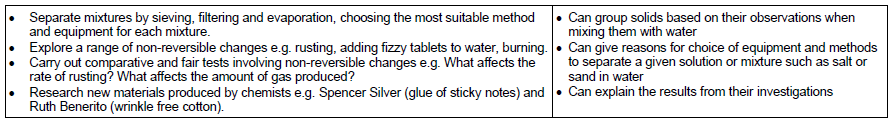 • Separate mixtures by sieving, filtering and evaporation, choosing the most suitable method
and equipment for each mixture.
• Explore a range of non-reversible changes e.g. rusting, adding fizzy tablets to water, burning.
• Carry out comparative and fair tests involving non-reversible changes e.g. What affects the
rate of rusting? What affects the amount of gas produced?
• Research new materials produced by chemists e.g. Spencer Silver (glue of sticky notes) and
Ruth Benerito (wrinkle free cotton).
• Can group solids based on their observations when
mixing them with water
• Can give reasons for choice of equipment and methods
to separate a given solution or mixture such as salt or
sand in water
• Can explain the results from their investigations